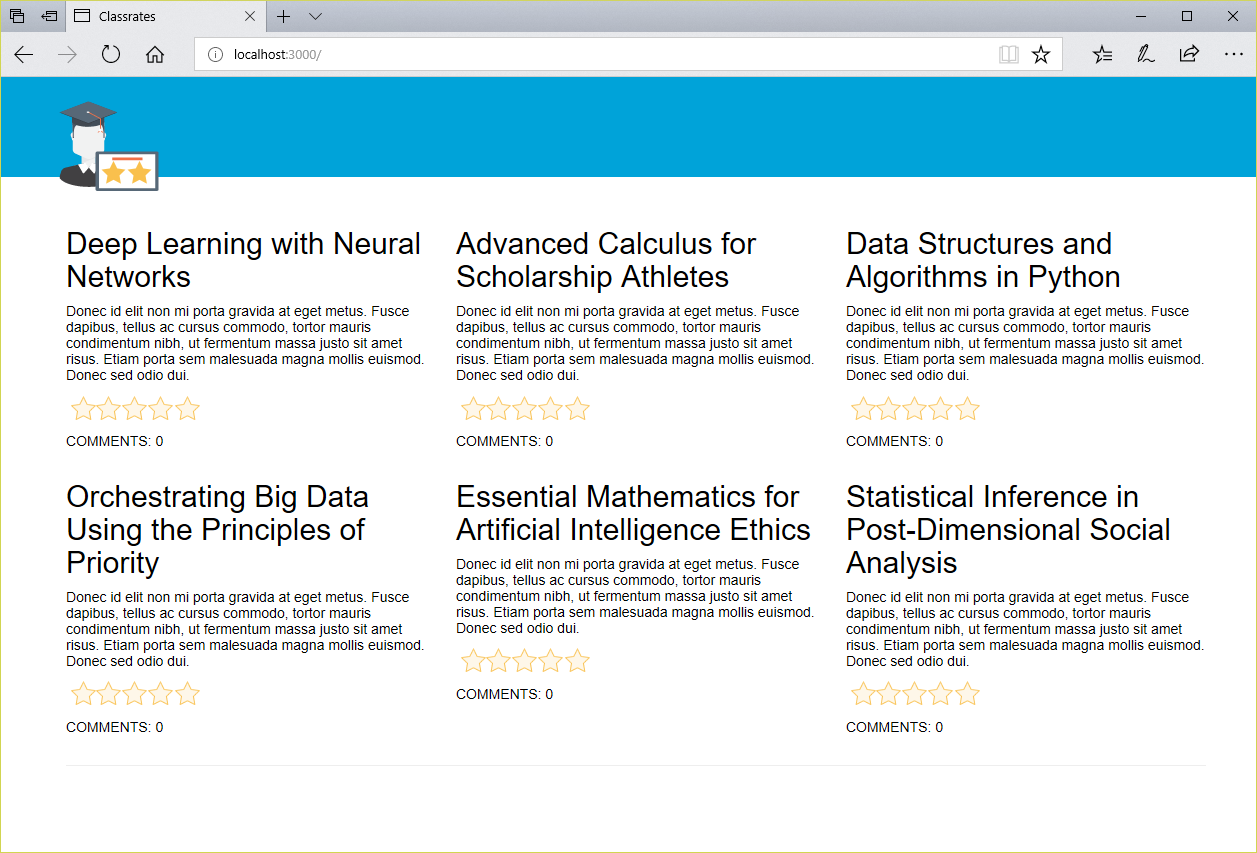 Classrates
localhost:3000/
Deep Learning with Neural
Networks
Donec id elit non mi porta gravida at eget metus. Fusce
dapibus, tellus ac cursus commodo, tortor mauris
condimentum nibh, ut fermentum massa justo sit amet
risus. Etiam porta sem malesuada magna mollis euismod.
Donec sed odio dui.
COMMENTS: 0
Advanced Calculus for
Scholarship Athletes
Donec id elit non mi porta gravida at eget metus. Fusce
dapibus, tellus ac cursus commodo, tortor mauris
condimentum nibh, ut fermentum massa justo sit amet
risus. Etiam porta sem malesuada magna mollis euismod.
Donec sed odio dui.
COMMENTS: 0
Data Structures and
Algorithms in Python
Donec id elit non mi porta gravida at eget metus. Fusce
dapibus, tellus ac cursus commodo, tortor mauris
condimentum nibh, ut fermentum massa justo sit amet
risus. Etiam porta sem malesuada magna mollis euismod.
Donec sed odio dui.
COMMENTS: 0
Orchestrating Big Data
Using the Principles of
Priority
Donec id elit non mi porta gravida at eget metus. Fusce
dapibus, tellus ac cursus commodo, tortor mauris
condimentum nibh, ut fermentum massa justo sit amet
risus. Etiam porta sem malesuada magna mollis euismod.
Donec sed odio dui.
COMMENTS: 0
Essential Mathematics for
Artificial Intelligence Ethics
Donec id elit non mi porta gravida at eget metus. Fusce
dapibus, tellus ac cursus commodo, tortor mauris
condimentum nibh, ut fermentum massa justo sit amet
risus. Etiam porta sem malesuada magna mollis euismod.
Donec sed odio dui.
COMMENTS: 0
Statistical Inference in
Post-Dimensional Social
Analysis
Donec id elit non mi porta gravida at eget metus. Fusce
dapibus, tellus ac cursus commodo, tortor mauris
condimentum nibh, ut fermentum massa justo sit amet
risus. Etiam porta sem malesuada magna mollis euismod.
Donec sed odio dui.
COMMENTS: 0